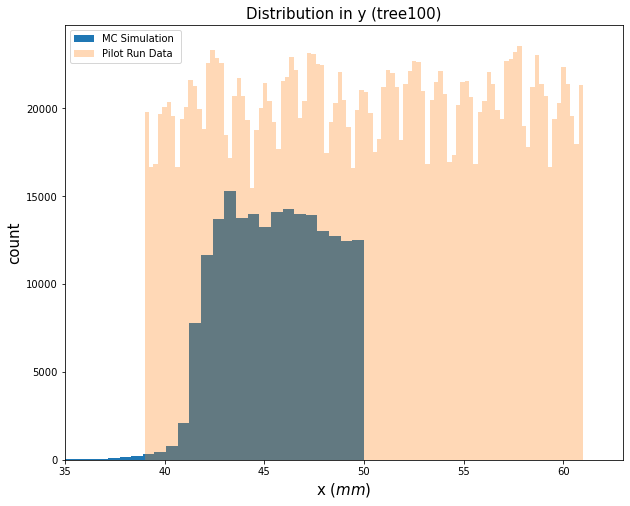 Distribution in y (tree100)
MC Simulation
Pilot Run Data
count
20000
15000
10000
5000
0
35 40 45 50 55 60
x (mm)